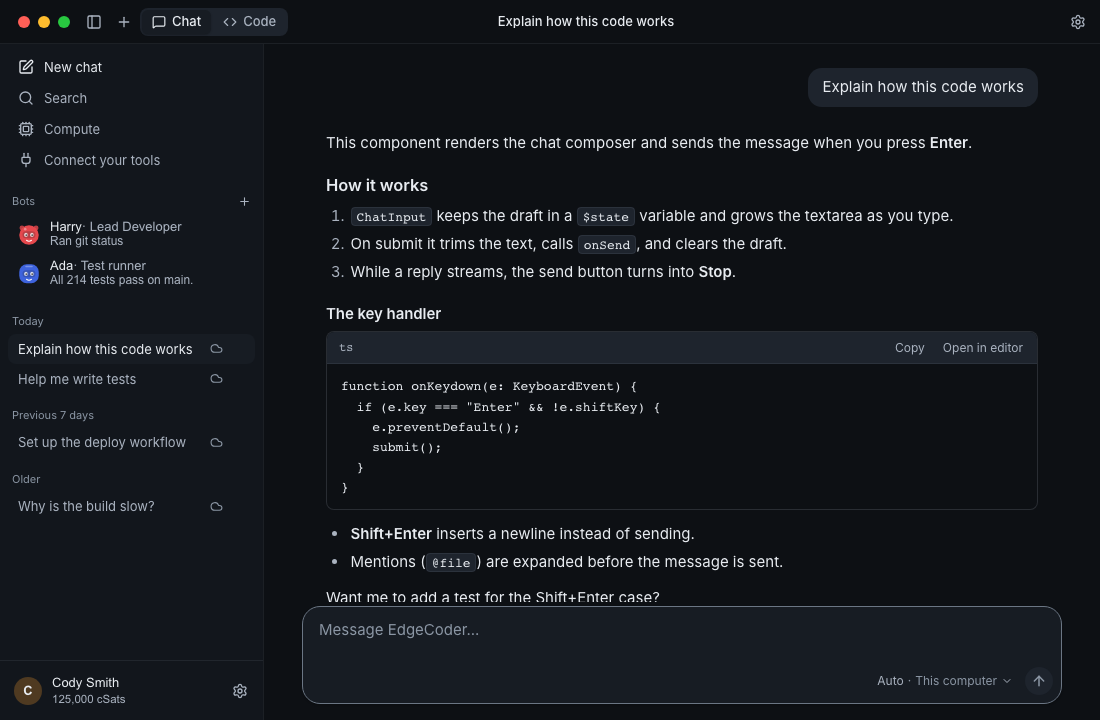 Chat
Code
Explain how this code works
New chat
Search
Compute
Connect your tools
Bots
Harry · Lead Developer
Ran git status
Ada · Test runner
All 214 tests pass on main.
Today
Explain how this code works
Help me write tests
Previous 7 days
Set up the deploy workflow
Older
Why is the build slow?
C
Cody Smith
125,000 cSats
Explain how this code works
This component renders the chat composer and sends the message when you press Enter.
How it works
1. ChatInput keeps the draft in a $state variable and grows the textarea as you type.
2. On submit it trims the text, calls onSend, and clears the draft.
3. While a reply streams, the send button turns into Stop.
The key handler
ts
Copy
Open in editor
function onKeydown(e: KeyboardEvent) {
  if (e.key === "Enter" && !e.shiftKey) {
    e.preventDefault();
    submit();
  }
}
• Shift+Enter inserts a newline instead of sending.
• Mentions (@file) are expanded before the message is sent.
Want me to add a test for the Shift+Enter case?
Message EdgeCoder...
Auto · This computer